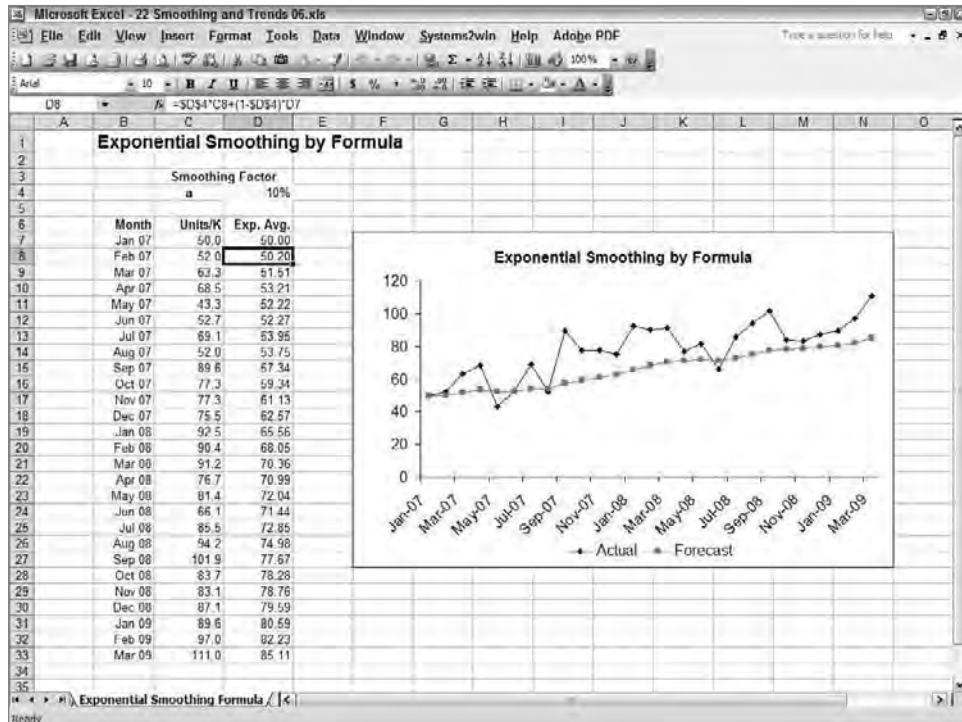 Microsoft Excel - 22 Smoothing and Trends 06.xls
File Edit View Insert Format Tools Data Window Systems2win Help Adobe PDF Type a question for help
100%
Arial 10 B I U $ % ,
D8 fx =$D$4*C8+(1-$D$4)*D7
A B C D E F G H I J K L M N O
1 Exponential Smoothing by Formula
2
3 Smoothing Factor
4 a 10%
5
6 Month Units/K Exp. Avg.
7 Jan 07 50.0 50.00
8 Feb 07 52.0 50.20
9 Mar 07 63.3 51.51
10 Apr 07 68.5 53.21
11 May 07 43.3 52.22
12 Jun 07 52.7 52.27
13 Jul 07 69.1 53.95
14 Aug 07 52.0 53.75
15 Sep 07 89.6 57.34
16 Oct 07 77.3 59.34
17 Nov 07 77.3 61.13
18 Dec 07 75.5 62.57
19 Jan 08 92.5 65.56
20 Feb 08 90.4 68.05
21 Mar 08 91.2 70.36
22 Apr 08 76.7 70.99
23 May 08 81.4 72.04
24 Jun 08 66.1 71.44
25 Jul 08 85.5 72.85
26 Aug 08 94.2 74.98
27 Sep 08 101.9 77.67
28 Oct 08 83.7 78.28
29 Nov 08 83.1 78.76
30 Dec 08 87.1 79.59
31 Jan 09 89.6 80.59
32 Feb 09 97.0 82.23
33 Mar 09 111.0 85.11
34
35
Exponential Smoothing by Formula
120
100
80
60
40
20
0
Jan-07 Mar-07 May-07 Jul-07 Sep-07 Nov-07 Jan-08 Mar-08 May-08 Jul-08 Sep-08 Nov-08 Jan-09 Mar-09
Actual Forecast
Exponential Smoothing Formula
Ready